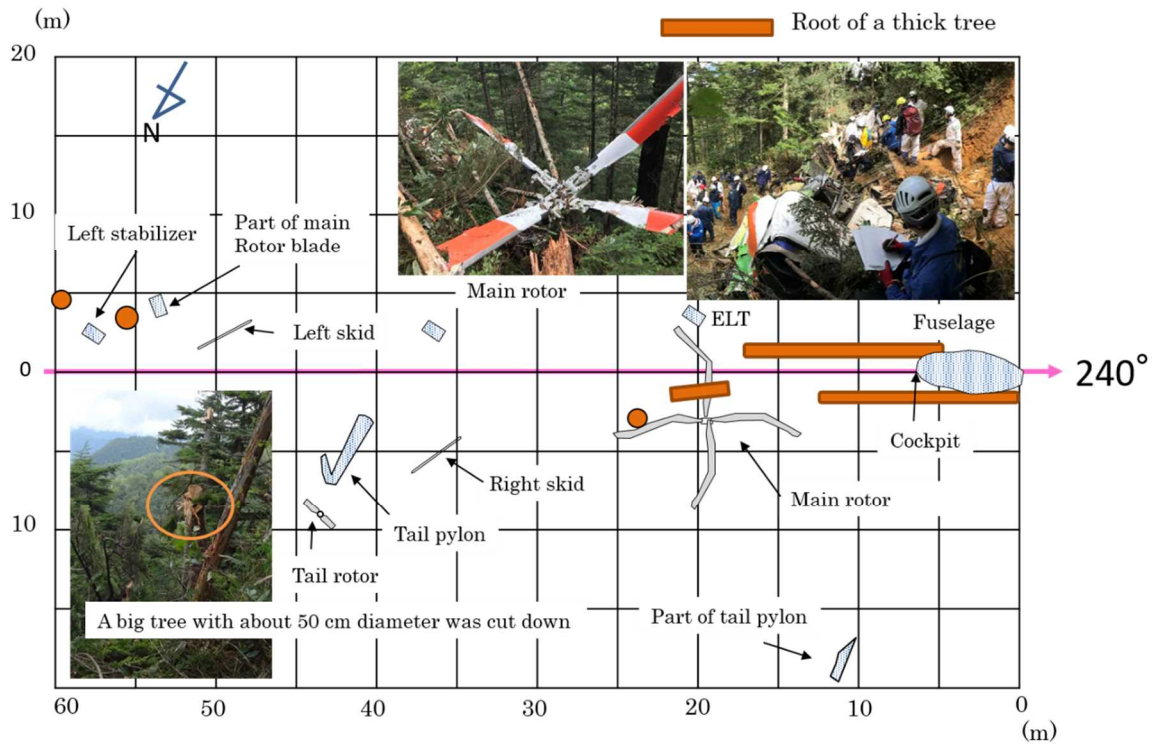 (m)
Root of a thick tree
20
N
10
Left stabilizer
Part of main
Rotor blade
Main rotor
ELT
Fuselage
Left skid
0
240°
Cockpit
Right skid
Main rotor
Tail pylon
10
Tail rotor
A big tree with about 50 cm diameter was cut down
Part of tail pylon
60
50
40
30
20
10
0
(m)